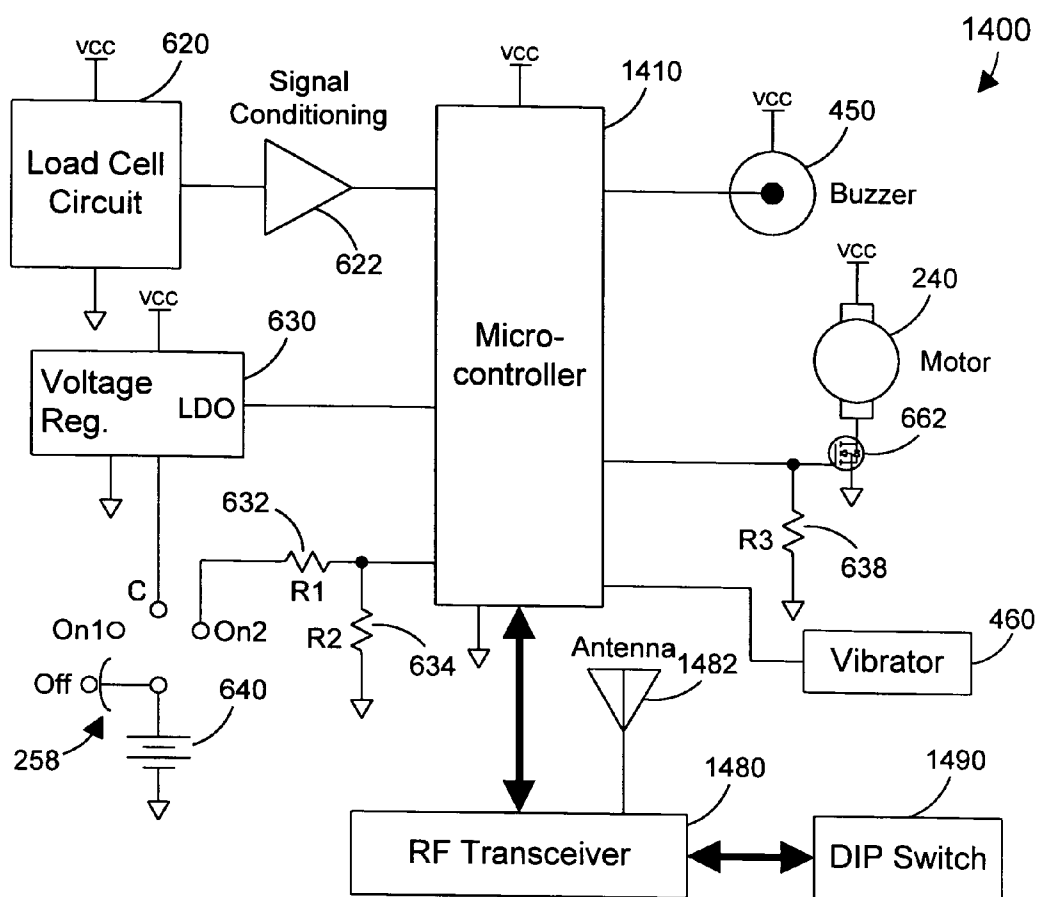 1400
VCC
620
Signal
Conditioning
VCC
1410
VCC
450
Load Cell
Circuit
622
Buzzer
VCC
240
Motor
VCC
630
Voltage
Reg.
LDO
Micro-
controller
662
632
R1
R3
638
C
On1
On2
R2
634
Antenna
1482
Vibrator
460
Off
640
258
1480
1490
RF Transceiver
DIP Switch